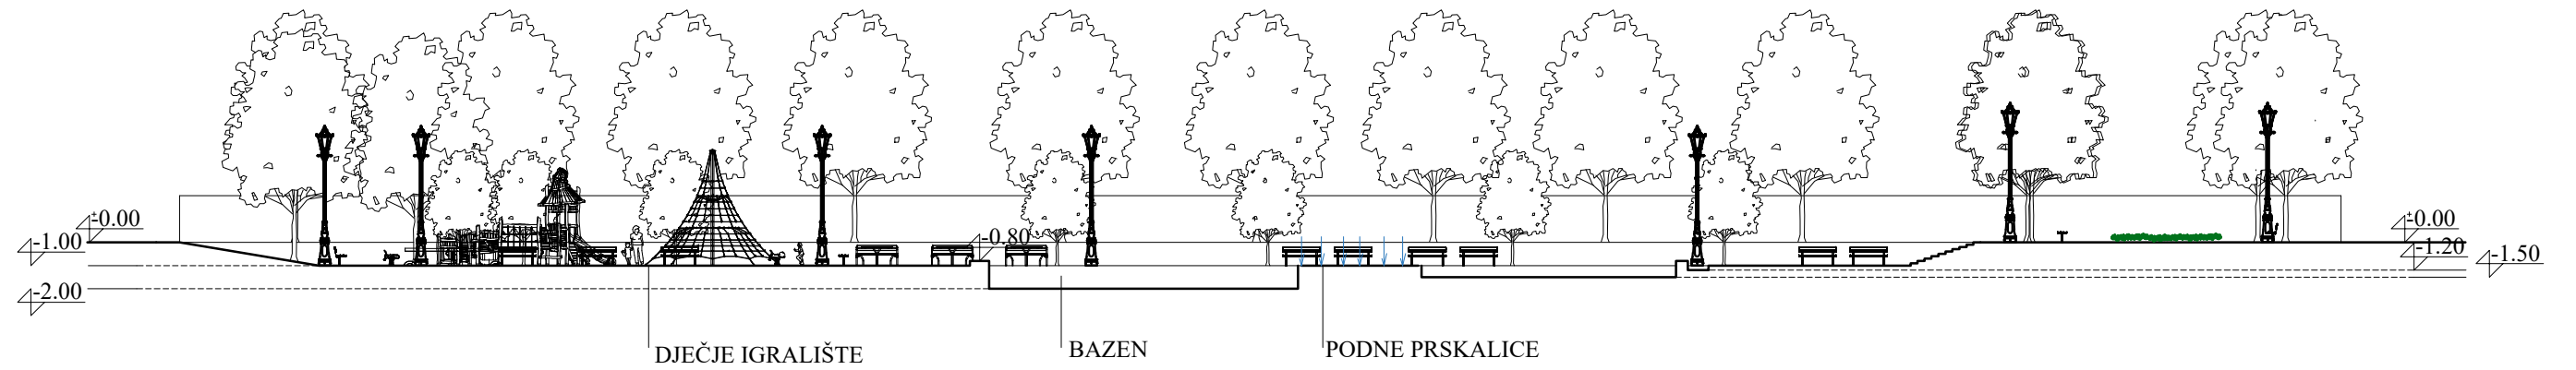 ±0.00
-1.00
-2.00
-0.80
±0.00
-1.20
-1.50
DJEČJE IGRALIŠTE
BAZEN
PODNE PRSKALICE